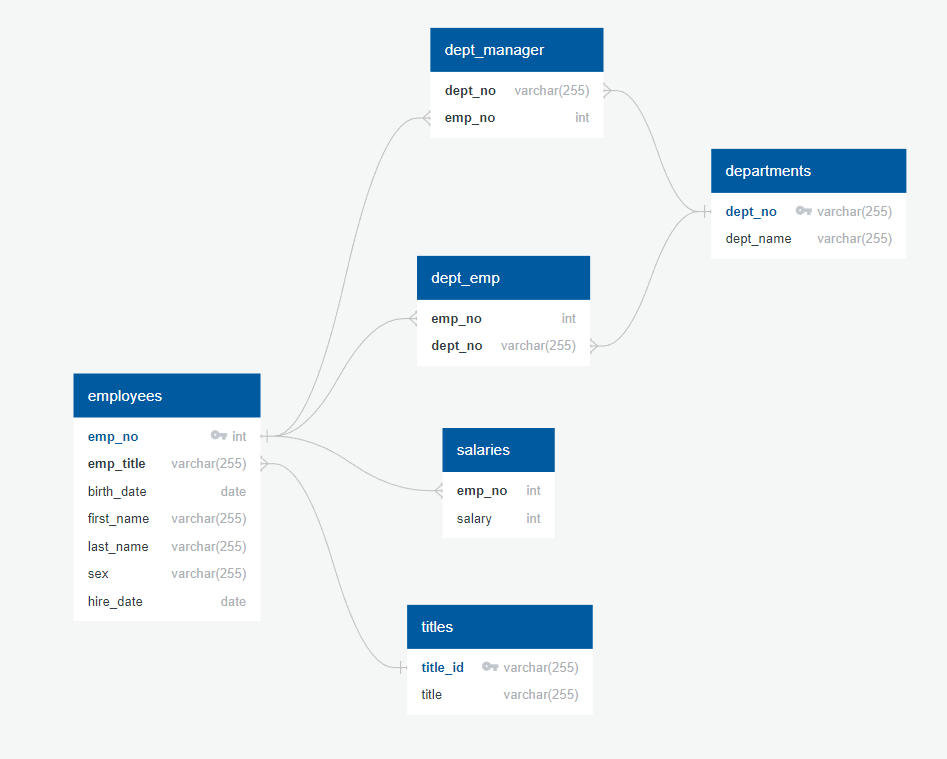 dept_manager
dept_no varchar(255)
emp_no int
departments
dept_no varchar(255)
dept_name varchar(255)
dept_emp
emp_no int
dept_no varchar(255)
employees
emp_no int
emp_title varchar(255)
birth_date date
first_name varchar(255)
last_name varchar(255)
sex varchar(255)
hire_date date
salaries
emp_no int
salary int
titles
title_id varchar(255)
title varchar(255)